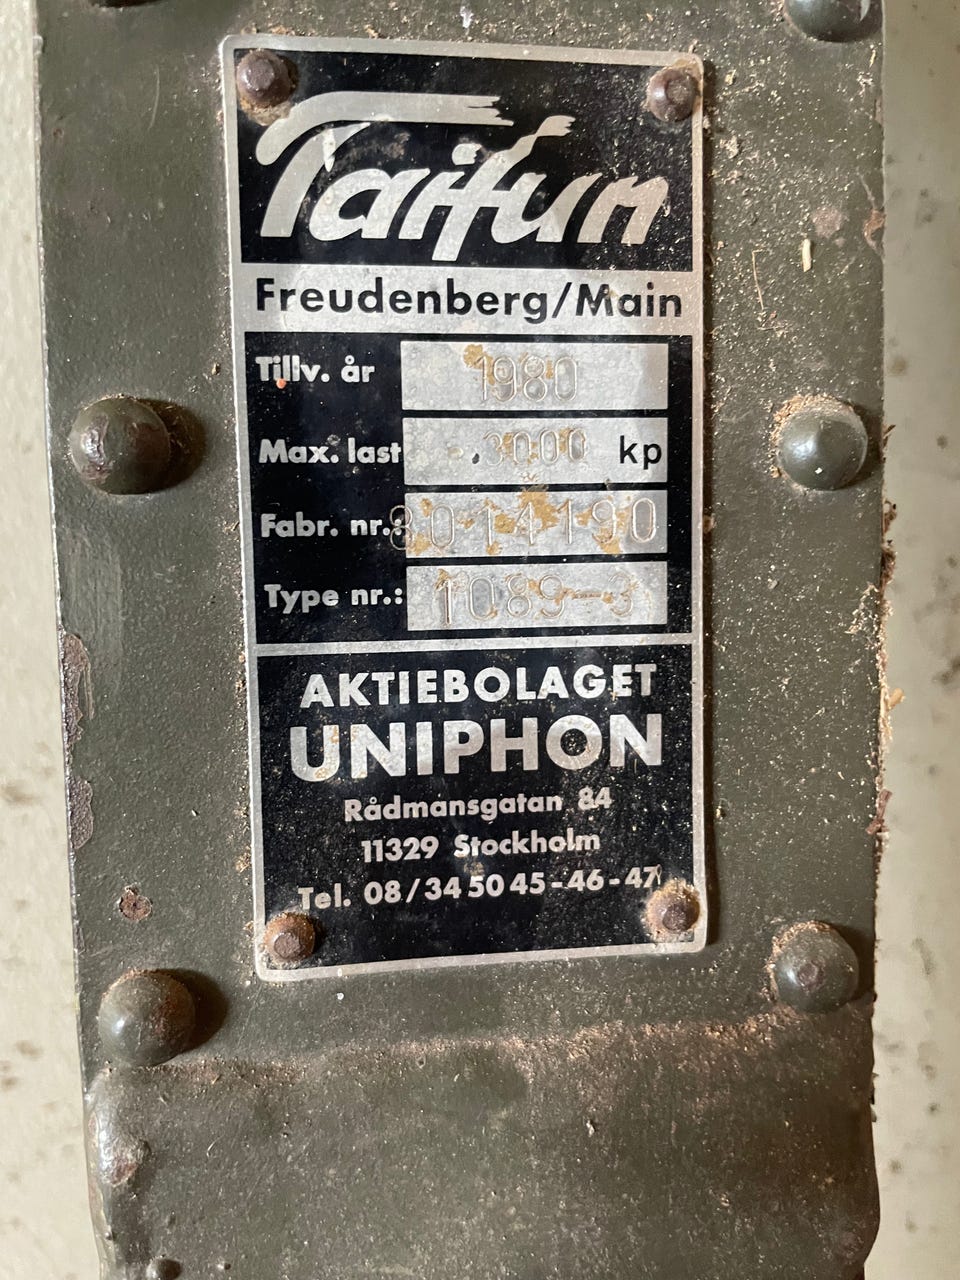 Taifun
Freudenberg/Main
Tillv. år 1980
Max. last 3000 kp
Fabr. nr.: 3014190
Type nr.: 1089-3
AKTIEBOLAGET
UNIPHON
Rådmansgatan 84
11329 Stockholm
Tel. 08/34 50 45-46-47